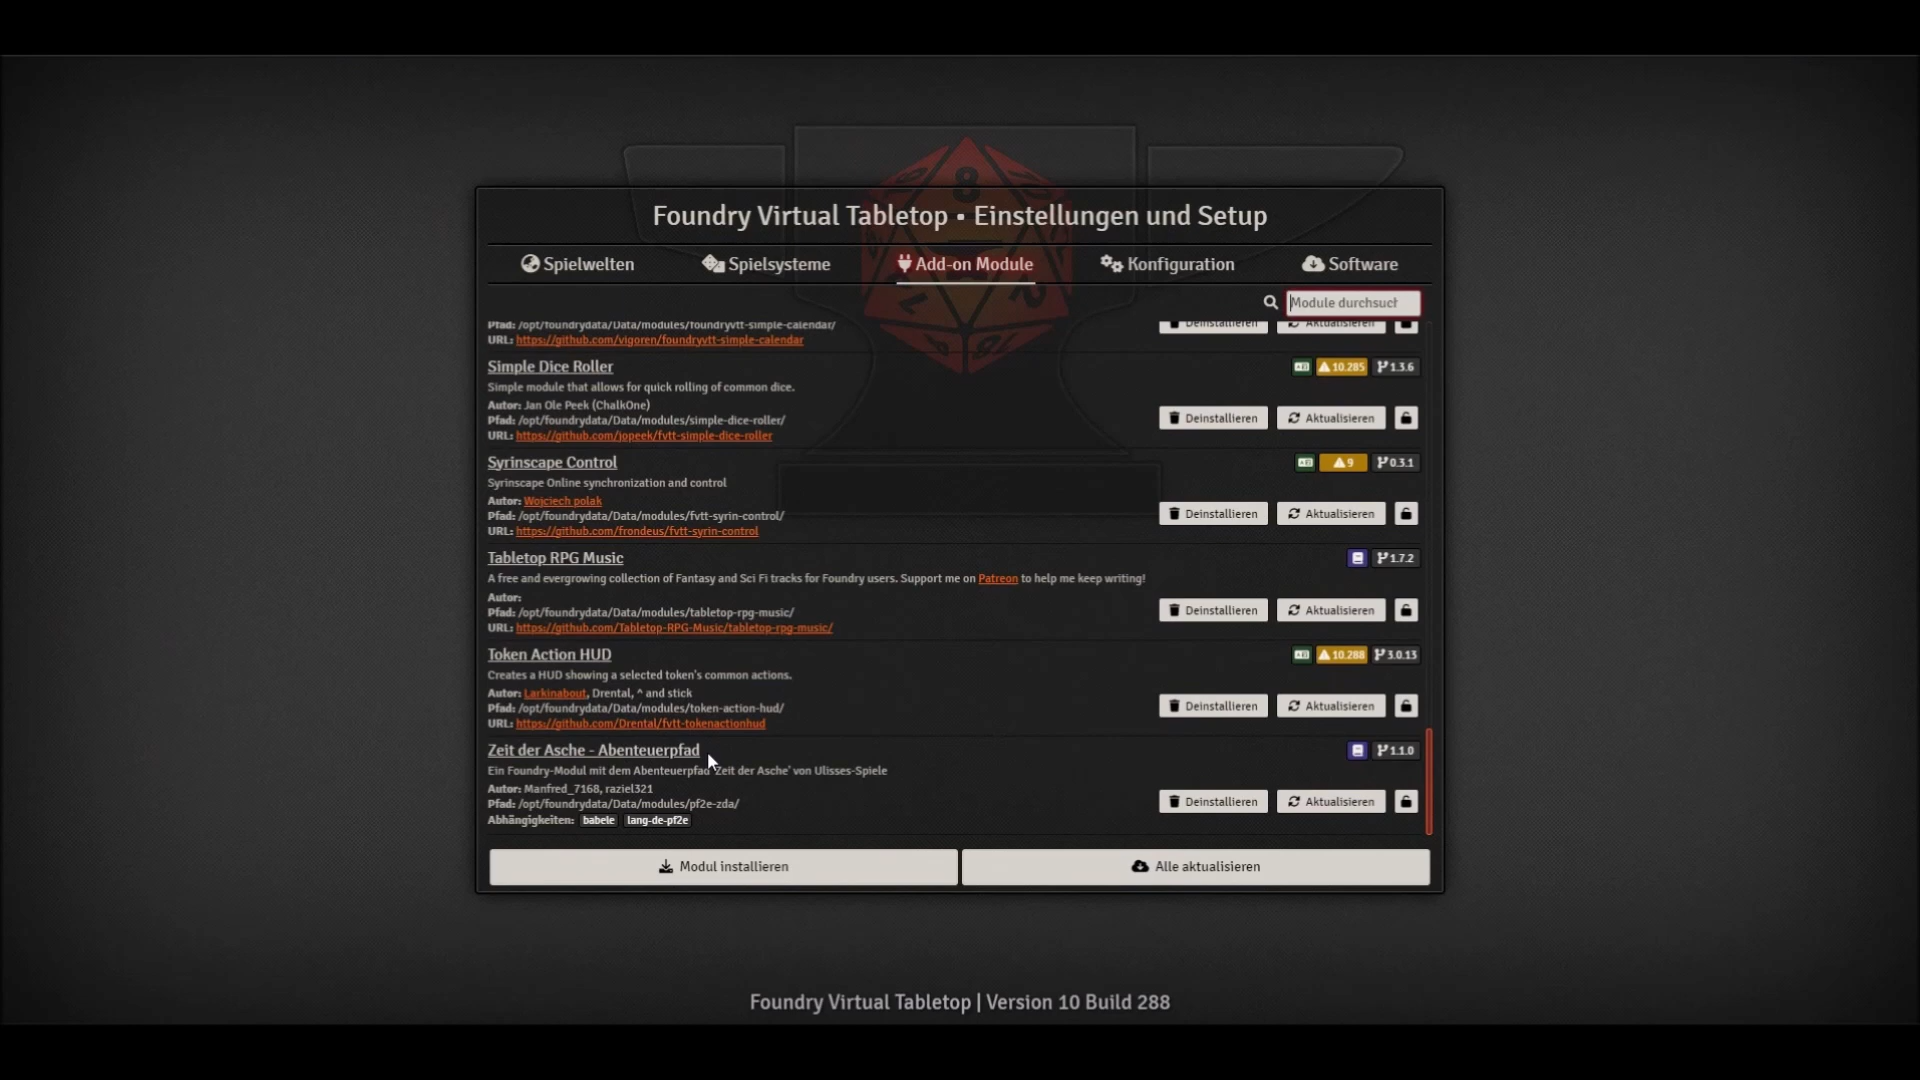 Foundry Virtual Tabletop • Einstellungen und Setup
Spielwelten Spielsysteme Add-on Module Konfiguration Software
Module durchsuch
Pfad: /opt/foundrydata/Data/modules/foundryvtt-simple-calendar/
Deinstallieren Aktualisieren
URL: https://github.com/vigoren/foundryvtt-simple-calendar
Simple Dice Roller 10.285 1.3.6
Simple module that allows for quick rolling of common dice.
Autor: Jan Ole Peek (ChalkOne)
Pfad: /opt/foundrydata/Data/modules/simple-dice-roller/
Deinstallieren Aktualisieren
URL: https://github.com/jopeek/fvtt-simple-dice-roller
Syrinscape Control 9 0.3.1
Syrinscape Online synchronization and control
Autor: Wojciech polak
Pfad: /opt/foundrydata/Data/modules/fvtt-syrin-control/
Deinstallieren Aktualisieren
URL: https://github.com/frondeus/fvtt-syrin-control
Tabletop RPG Music 1.7.2
A free and evergrowing collection of Fantasy and Sci Fi tracks for Foundry users. Support me on Patreon to help me keep writing!
Autor:
Pfad: /opt/foundrydata/Data/modules/tabletop-rpg-music/
Deinstallieren Aktualisieren
URL: https://github.com/Tabletop-RPG-Music/tabletop-rpg-music/
Token Action HUD 10.288 3.0.13
Creates a HUD showing a selected token's common actions.
Autor: Larkinabout, Drental, ^ and stick
Pfad: /opt/foundrydata/Data/modules/token-action-hud/
Deinstallieren Aktualisieren
URL: https://github.com/Drental/fvtt-tokenactionhud
Zeit der Asche - Abenteuerpfad 1.1.0
Ein Foundry-Modul mit dem Abenteuerpfad 'Zeit der Asche' von Ulisses-Spiele
Autor: Manfred_7168, raziel321
Pfad: /opt/foundrydata/Data/modules/pf2e-zda/
Deinstallieren Aktualisieren
Abhängigkeiten: babele lang-de-pf2e
Modul installieren Alle aktualisieren
Foundry Virtual Tabletop | Version 10 Build 288